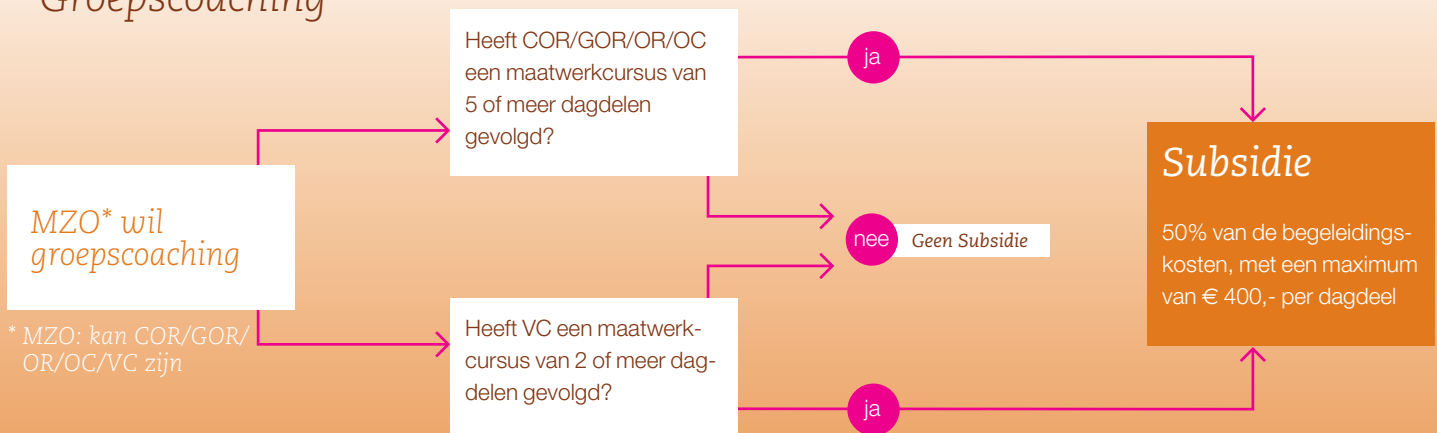 Groepscoaching
Heeft COR/GOR/OR/OC
een maatwerkcursus van
5 of meer dagdelen
gevolgd?
ja
MZO* wil
groepscoaching
* MZO: kan COR/GOR/
OR/OC/VC zijn
nee
Geen Subsidie
Heeft VC een maatwerk-
cursus van 2 of meer dag-
delen gevolgd?
ja
Subsidie
50% van de begeleidings-
kosten, met een maximum
van € 400,- per dagdeel